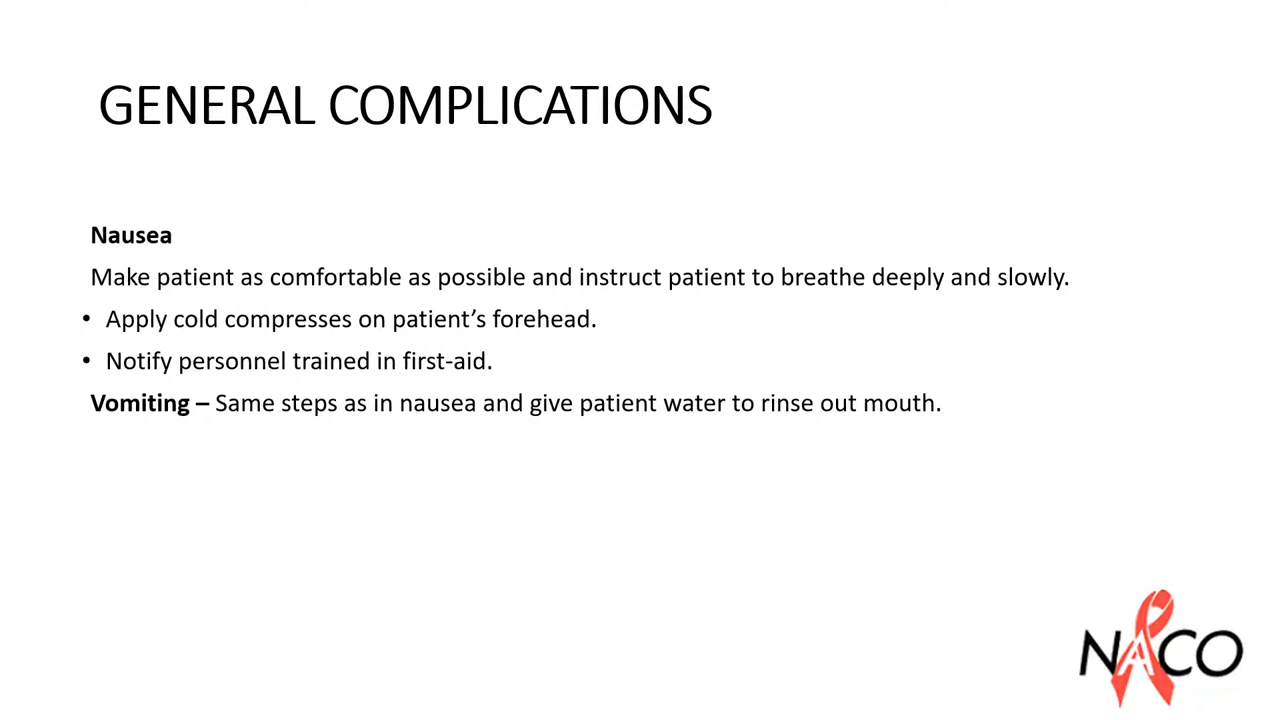 GENERAL COMPLICATIONS
Nausea
Make patient as comfortable as possible and instruct patient to breathe deeply and slowly.
• Apply cold compresses on patient’s forehead.
• Notify personnel trained in first-aid.
Vomiting – Same steps as in nausea and give patient water to rinse out mouth.
NACO